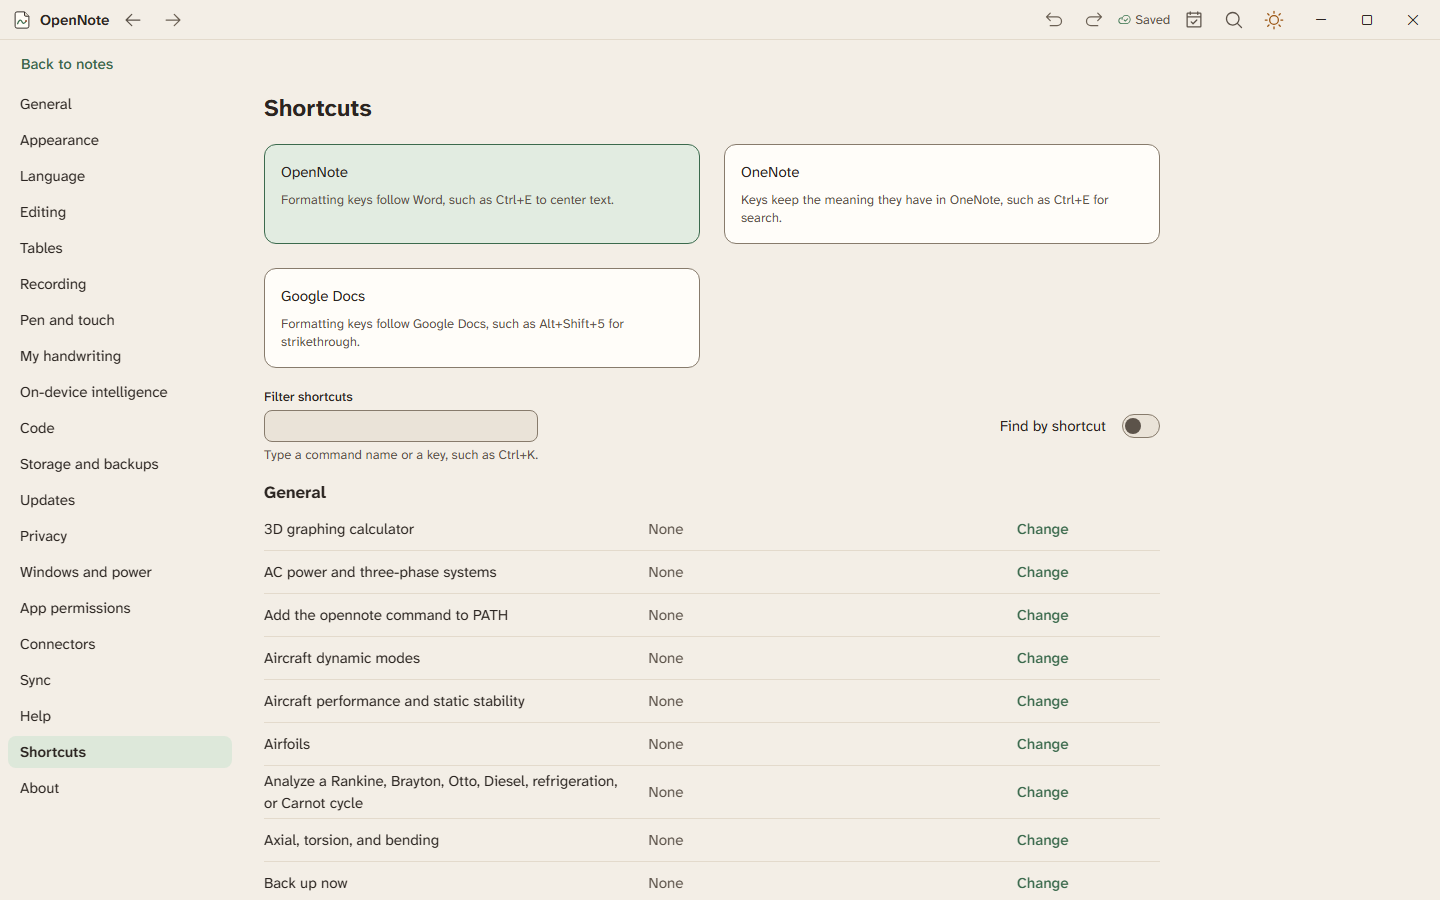 OpenNote
Saved
Back to notes
General
Appearance
Language
Editing
Tables
Recording
Pen and touch
My handwriting
On-device intelligence
Code
Storage and backups
Updates
Privacy
Windows and power
App permissions
Connectors
Sync
Help
Shortcuts
About
Shortcuts
OpenNote
Formatting keys follow Word, such as Ctrl+E to center text.
OneNote
Keys keep the meaning they have in OneNote, such as Ctrl+E for
search.
Google Docs
Formatting keys follow Google Docs, such as Alt+Shift+5 for
strikethrough.
Filter shortcuts
Find by shortcut
Type a command name or a key, such as Ctrl+K.
General
3D graphing calculator None Change
AC power and three-phase systems None Change
Add the opennote command to PATH None Change
Aircraft dynamic modes None Change
Aircraft performance and static stability None Change
Airfoils None Change
Analyze a Rankine, Brayton, Otto, Diesel, refrigeration,
or Carnot cycle None Change
Axial, torsion, and bending None Change
Back up now None Change